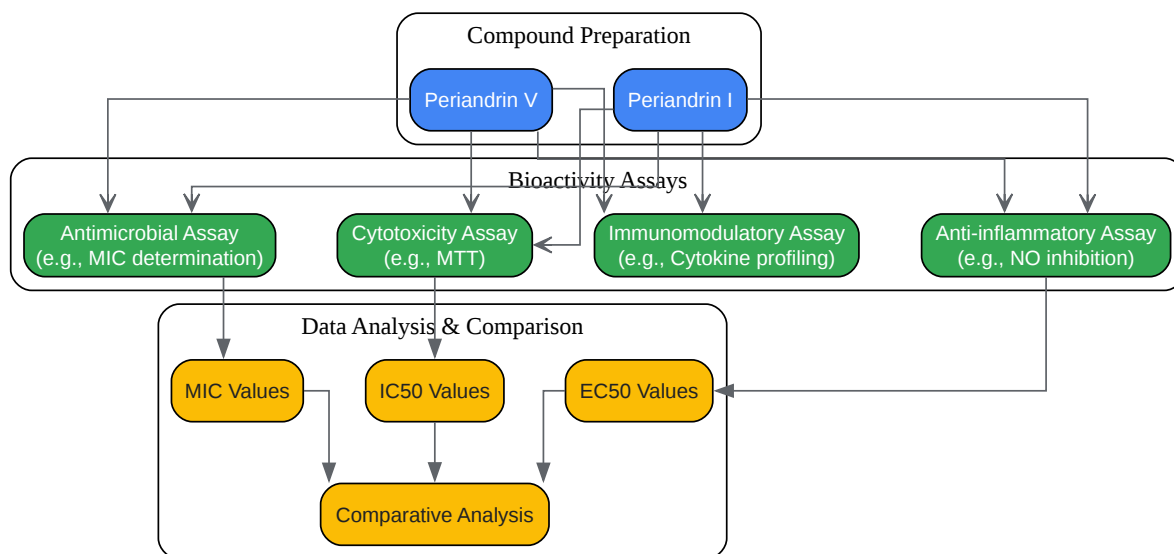 Compound Preparation
Periandrin V
Periandrin I
Bioactivity Assays
Antimicrobial Assay
(e.g., MIC determination)
Cytotoxicity Assay
(e.g., MTT)
Immunomodulatory Assay
(e.g., Cytokine profiling)
Anti-inflammatory Assay
(e.g., NO inhibition)
Data Analysis & Comparison
MIC Values
IC50 Values
EC50 Values
Comparative Analysis